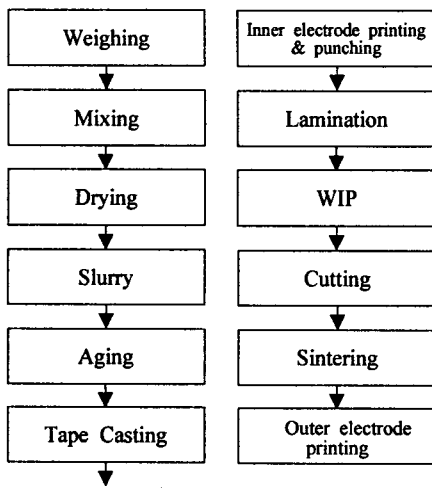 Weighing
Mixing
Drying
Slurry
Aging
Tape Casting
Inner electrode printing
& punching
Lamination
WIP
Cutting
Sintering
Outer electrode
printing